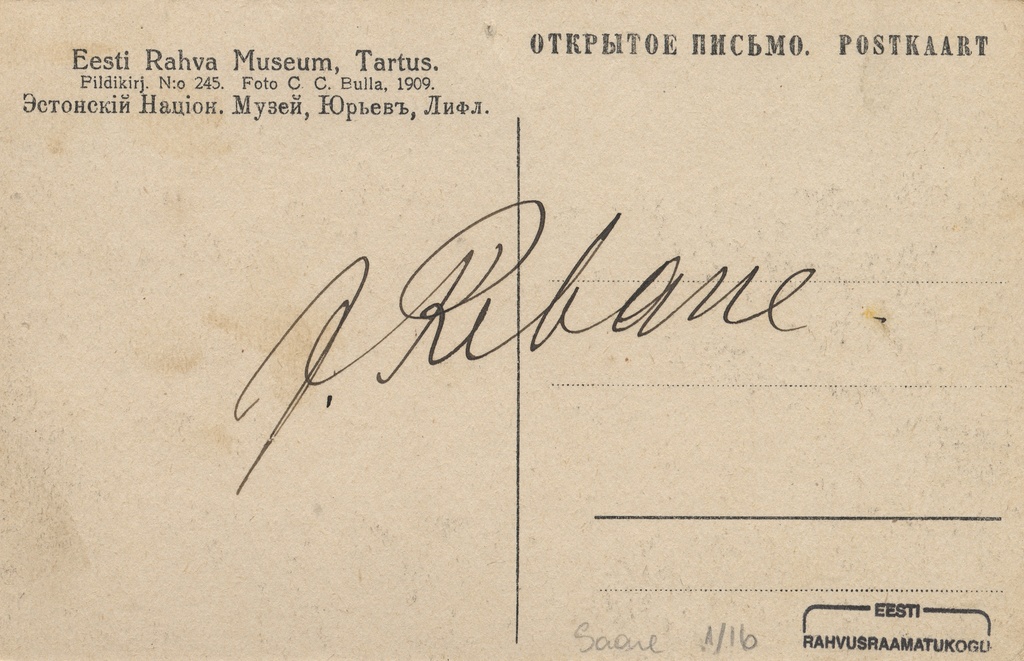 ОТКРЫТОЕ ПИСЬМО. POSTKAART
Eesti Rahva Museum, Tartus.
Pildikirj. N:o 245. Foto C. C. Bulla, 1909.
Эстонскій Націон. Музей, Юрьевъ, Лифл.
J. Rebane
Saare 1/16
EESTI
RAHVUSRAAMATUKOGU